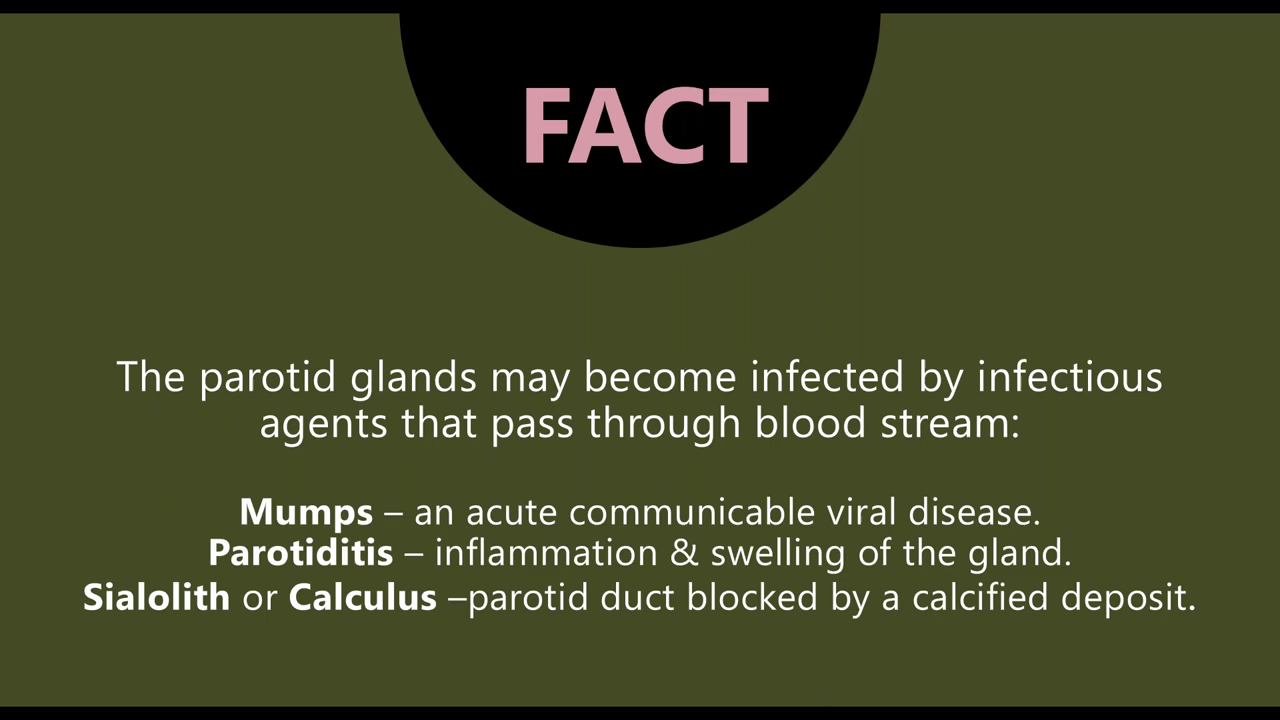 FACT
The parotid glands may become infected by infectious
agents that pass through blood stream:
Mumps – an acute communicable viral disease.
Parotiditis – inflammation & swelling of the gland.
Sialolith or Calculus –parotid duct blocked by a calcified deposit.